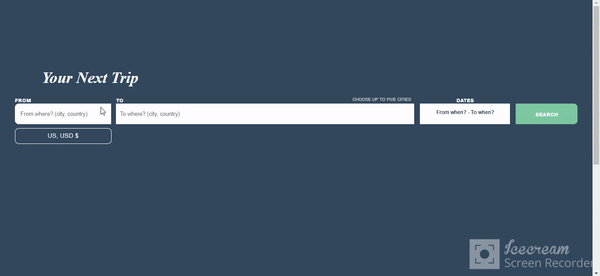 Your Next Trip
FROM
TO
CHOOSE UP TO FIVE CITIES
DATES
From where? (city, country)
To where? (city, country)
From when? - To when?
SEARCH
US, USD $
Icecream
Screen Recorder